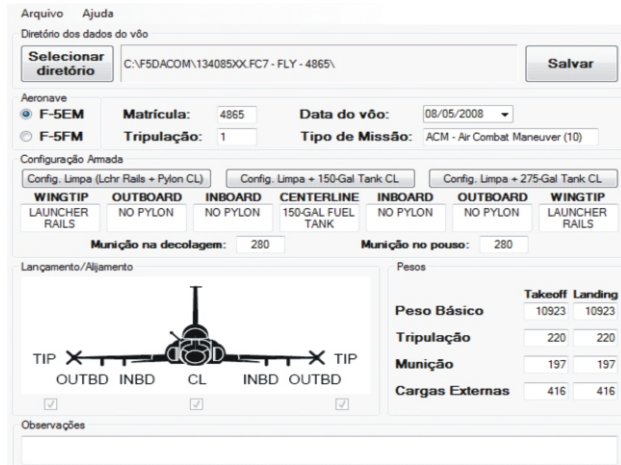 Arquivo Ajuda
Diretório dos dados do vôo
Selecionar diretório C:\F5DACOM\134085XX.FC7 - FLY - 4865\ Salvar
Aeronave
F-5EM Matrícula: 4865 Data do vôo: 08/05/2008
F-5FM Tripulação: 1 Tipo de Missão: ACM - Air Combat Maneuver (10)
Configuração Armada
Config. Limpa (Lchr Rails + Pylon CL) Config. Limpa + 150-Gal Tank CL Config. Limpa + 275-Gal Tank CL
WINGTIP OUTBOARD INBOARD CENTERLINE INBOARD OUTBOARD WINGTIP
LAUNCHER RAILS NO PYLON NO PYLON 150-GAL FUEL TANK NO PYLON NO PYLON LAUNCHER RAILS
Munição na decolagem: 280 Munição no pouso: 280
Lançamento/Alijamento
TIP TIP
OUTBD INBD CL INBD OUTBD
Pesos
Takeoff Landing
Peso Básico 10923 10923
Tripulação 220 220
Munição 197 197
Cargas Externas 416 416
Observações